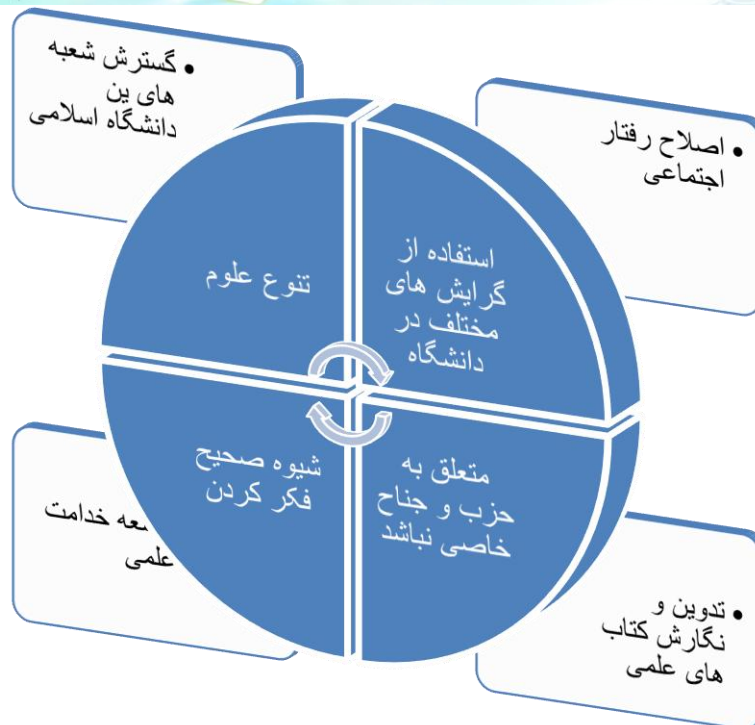 • گسترش شعبه
های ین
دانشگاه اسلامی
• اصلاح رفتار
اجتماعی
تنوع علوم
استفاده از
گرایش های
مختلف در
دانشگاه
شیوه صحیح
فکر کردن
متعلق به
حزب و جناح
خاصی نباشد
خدامت
علمی
• تدوین و
نگارش کتاب
های علمی